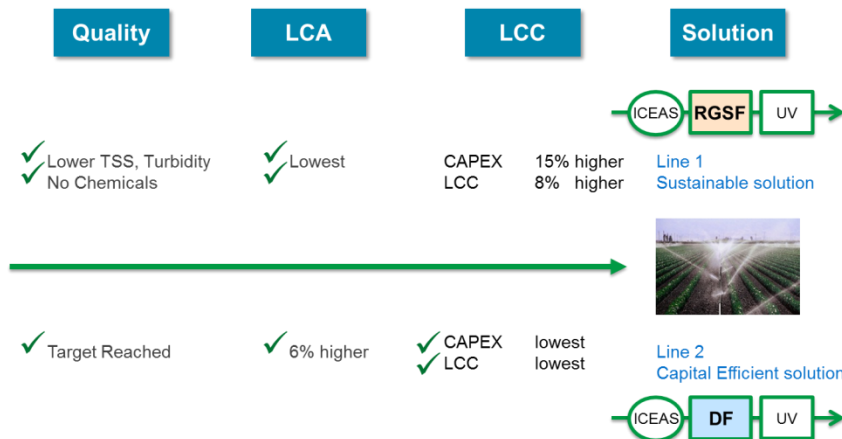 Quality LCA LCC Solution
ICEAS RGSF UV
Lower TSS, Turbidity Lowest CAPEX 15% higher Line 1
No Chemicals LCC 8% higher Sustainable solution
Target Reached 6% higher CAPEX lowest Line 2
LCC lowest Capital Efficient solution
ICEAS DF UV